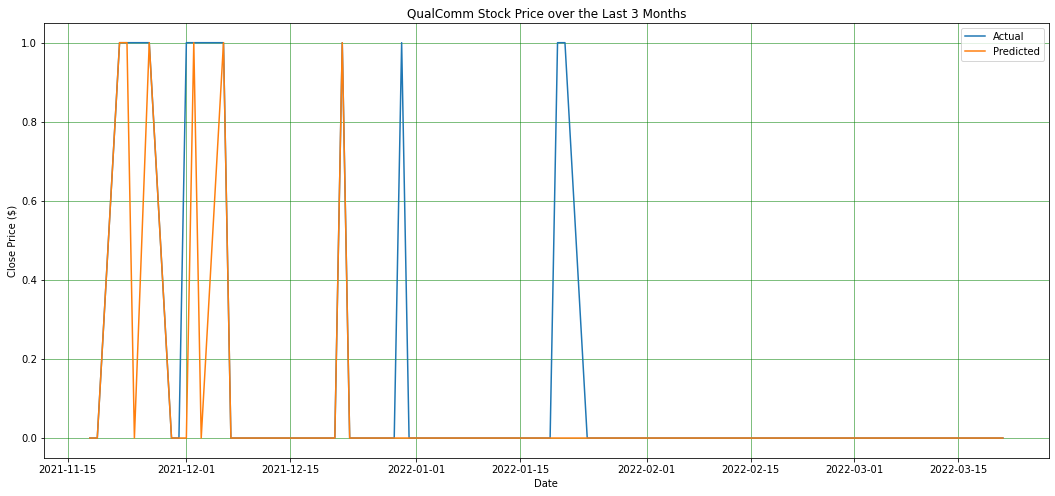 QualComm Stock Price over the Last 3 Months
Actual
Predicted
1.0
0.8
0.6
0.4
0.2
0.0
Close Price ($)
2021-11-15 2021-12-01 2021-12-15 2022-01-01 2022-01-15 2022-02-01 2022-02-15 2022-03-01 2022-03-15
Date